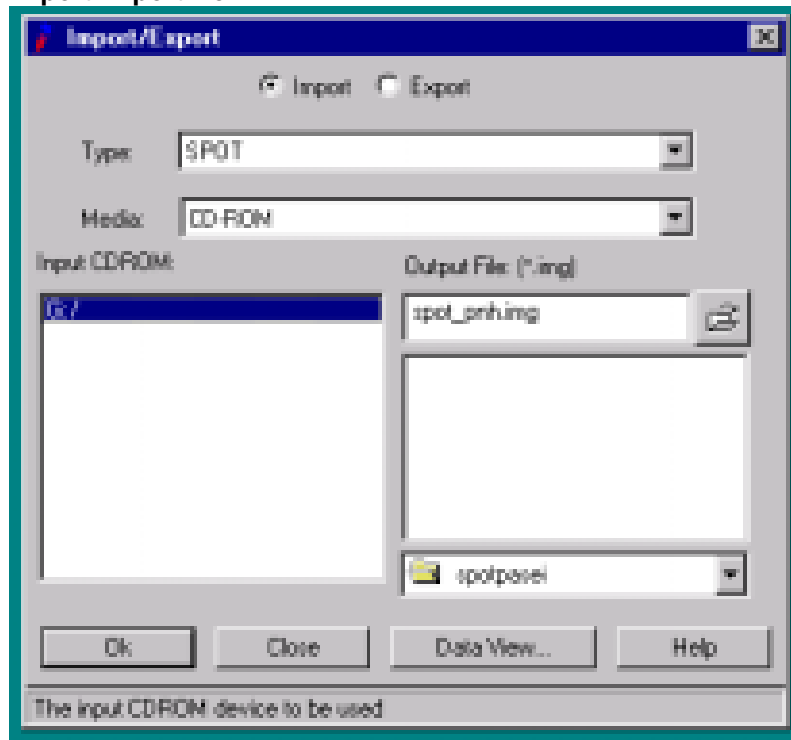 Import/Export
Import Export
Type: SPOT
Media: CD-ROM
Input CDROM:
Output File: (*.img)
G:/
spot_pnh.img
Ok Close Data View... Help
The input CDROM device to be used